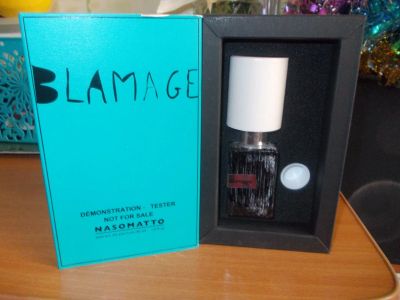 BLAMAGE
DEMONSTRATION - TESTER
NOT FOR SALE
NASOMATTO